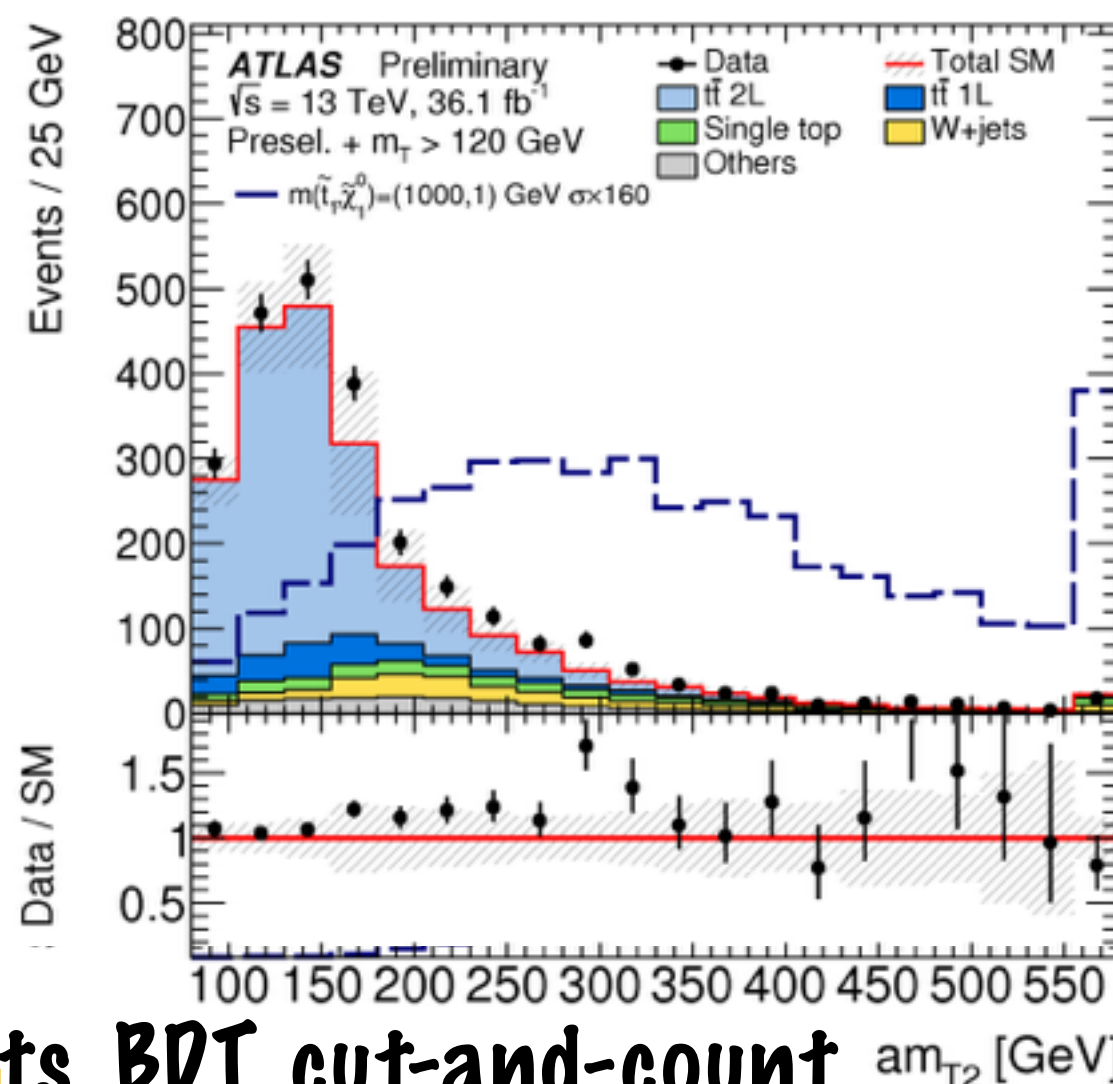 Events / 25 GeV
800
700
600
500
400
300
200
100
0
ATLAS Preliminary
√s = 13 TeV, 36.1 fb⁻¹
Presel. + m_T > 120 GeV
m(t̃₁,χ̃₁⁰)=(1000,1) GeV σ×160
Data
Total SM
tt̄ 2L
tt̄ 1L
Single top
W+jets
Others
Data / SM
1.5
1
0.5
100 150 200 250 300 350 400 450 500 550
am_T2 [GeV]
ts BDT cut-and-count